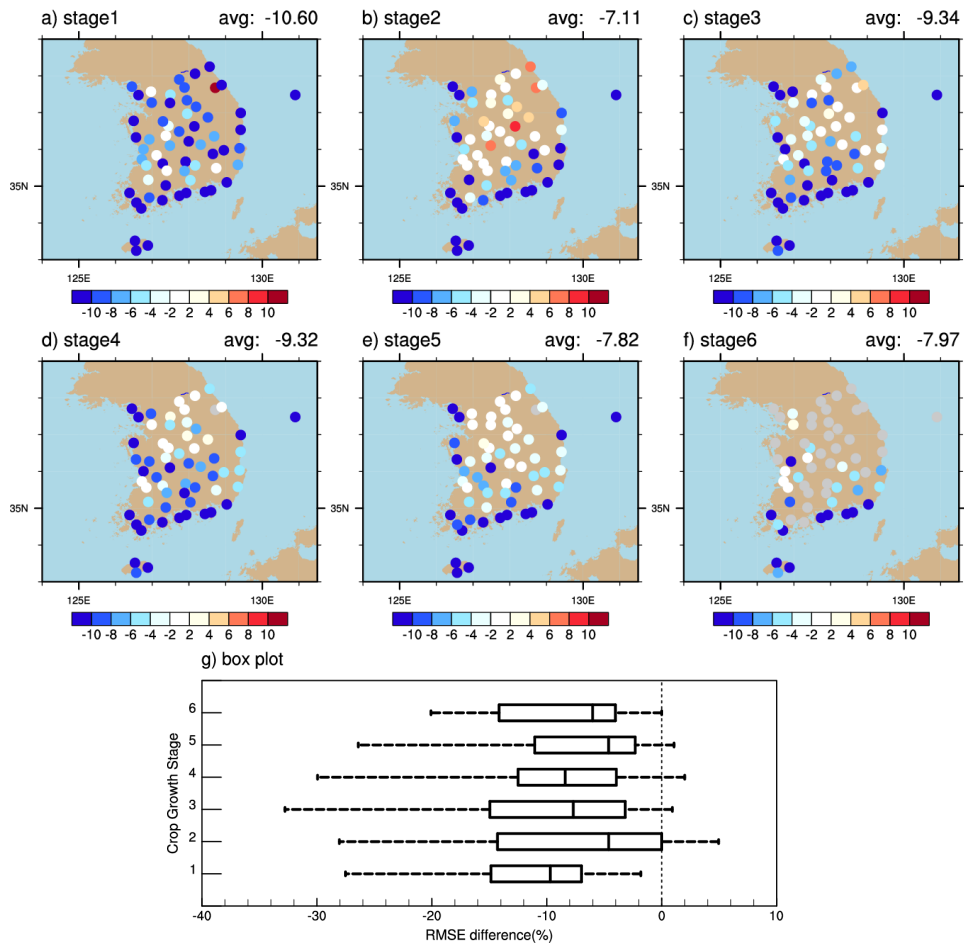 a) stage1 avg: -10.60 b) stage2 avg: -7.11 c) stage3 avg: -9.34
35N 35N 35N
125E 130E 125E 130E 125E 130E
-10 -8 -6 -4 -2 2 4 6 8 10 -10 -8 -6 -4 -2 2 4 6 8 10 -10 -8 -6 -4 -2 2 4 6 8 10
d) stage4 avg: -9.32 e) stage5 avg: -7.82 f) stage6 avg: -7.97
35N 35N 35N
125E 130E 125E 130E 125E 130E
-10 -8 -6 -4 -2 2 4 6 8 10 -10 -8 -6 -4 -2 2 4 6 8 10 -10 -8 -6 -4 -2 2 4 6 8 10
g) box plot
Crop Growth Stage
6
5
4
3
2
1
-40 -30 -20 -10 0 10
RMSE difference(%)